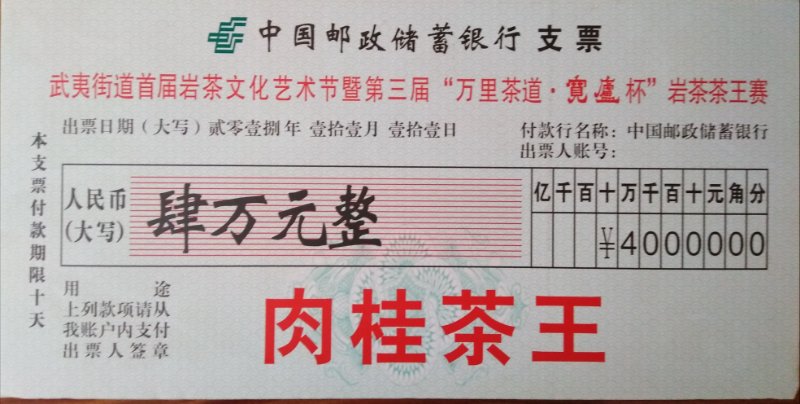 中国邮政储蓄银行 支票
武夷街道首届岩茶文化艺术节暨第三届“万里茶道·寛廬杯”岩茶茶王赛
出票日期（大写）贰零壹捌年 壹拾壹月 壹拾壹日
付款行名称：中国邮政储蓄银行
出票人账号：
本支票付款期限十天
人民币
(大写)
肆万元整
亿千百十万千百十元角分
¥4000000
用途
上列款项请从
我账户内支付
出票人签章
肉桂茶王